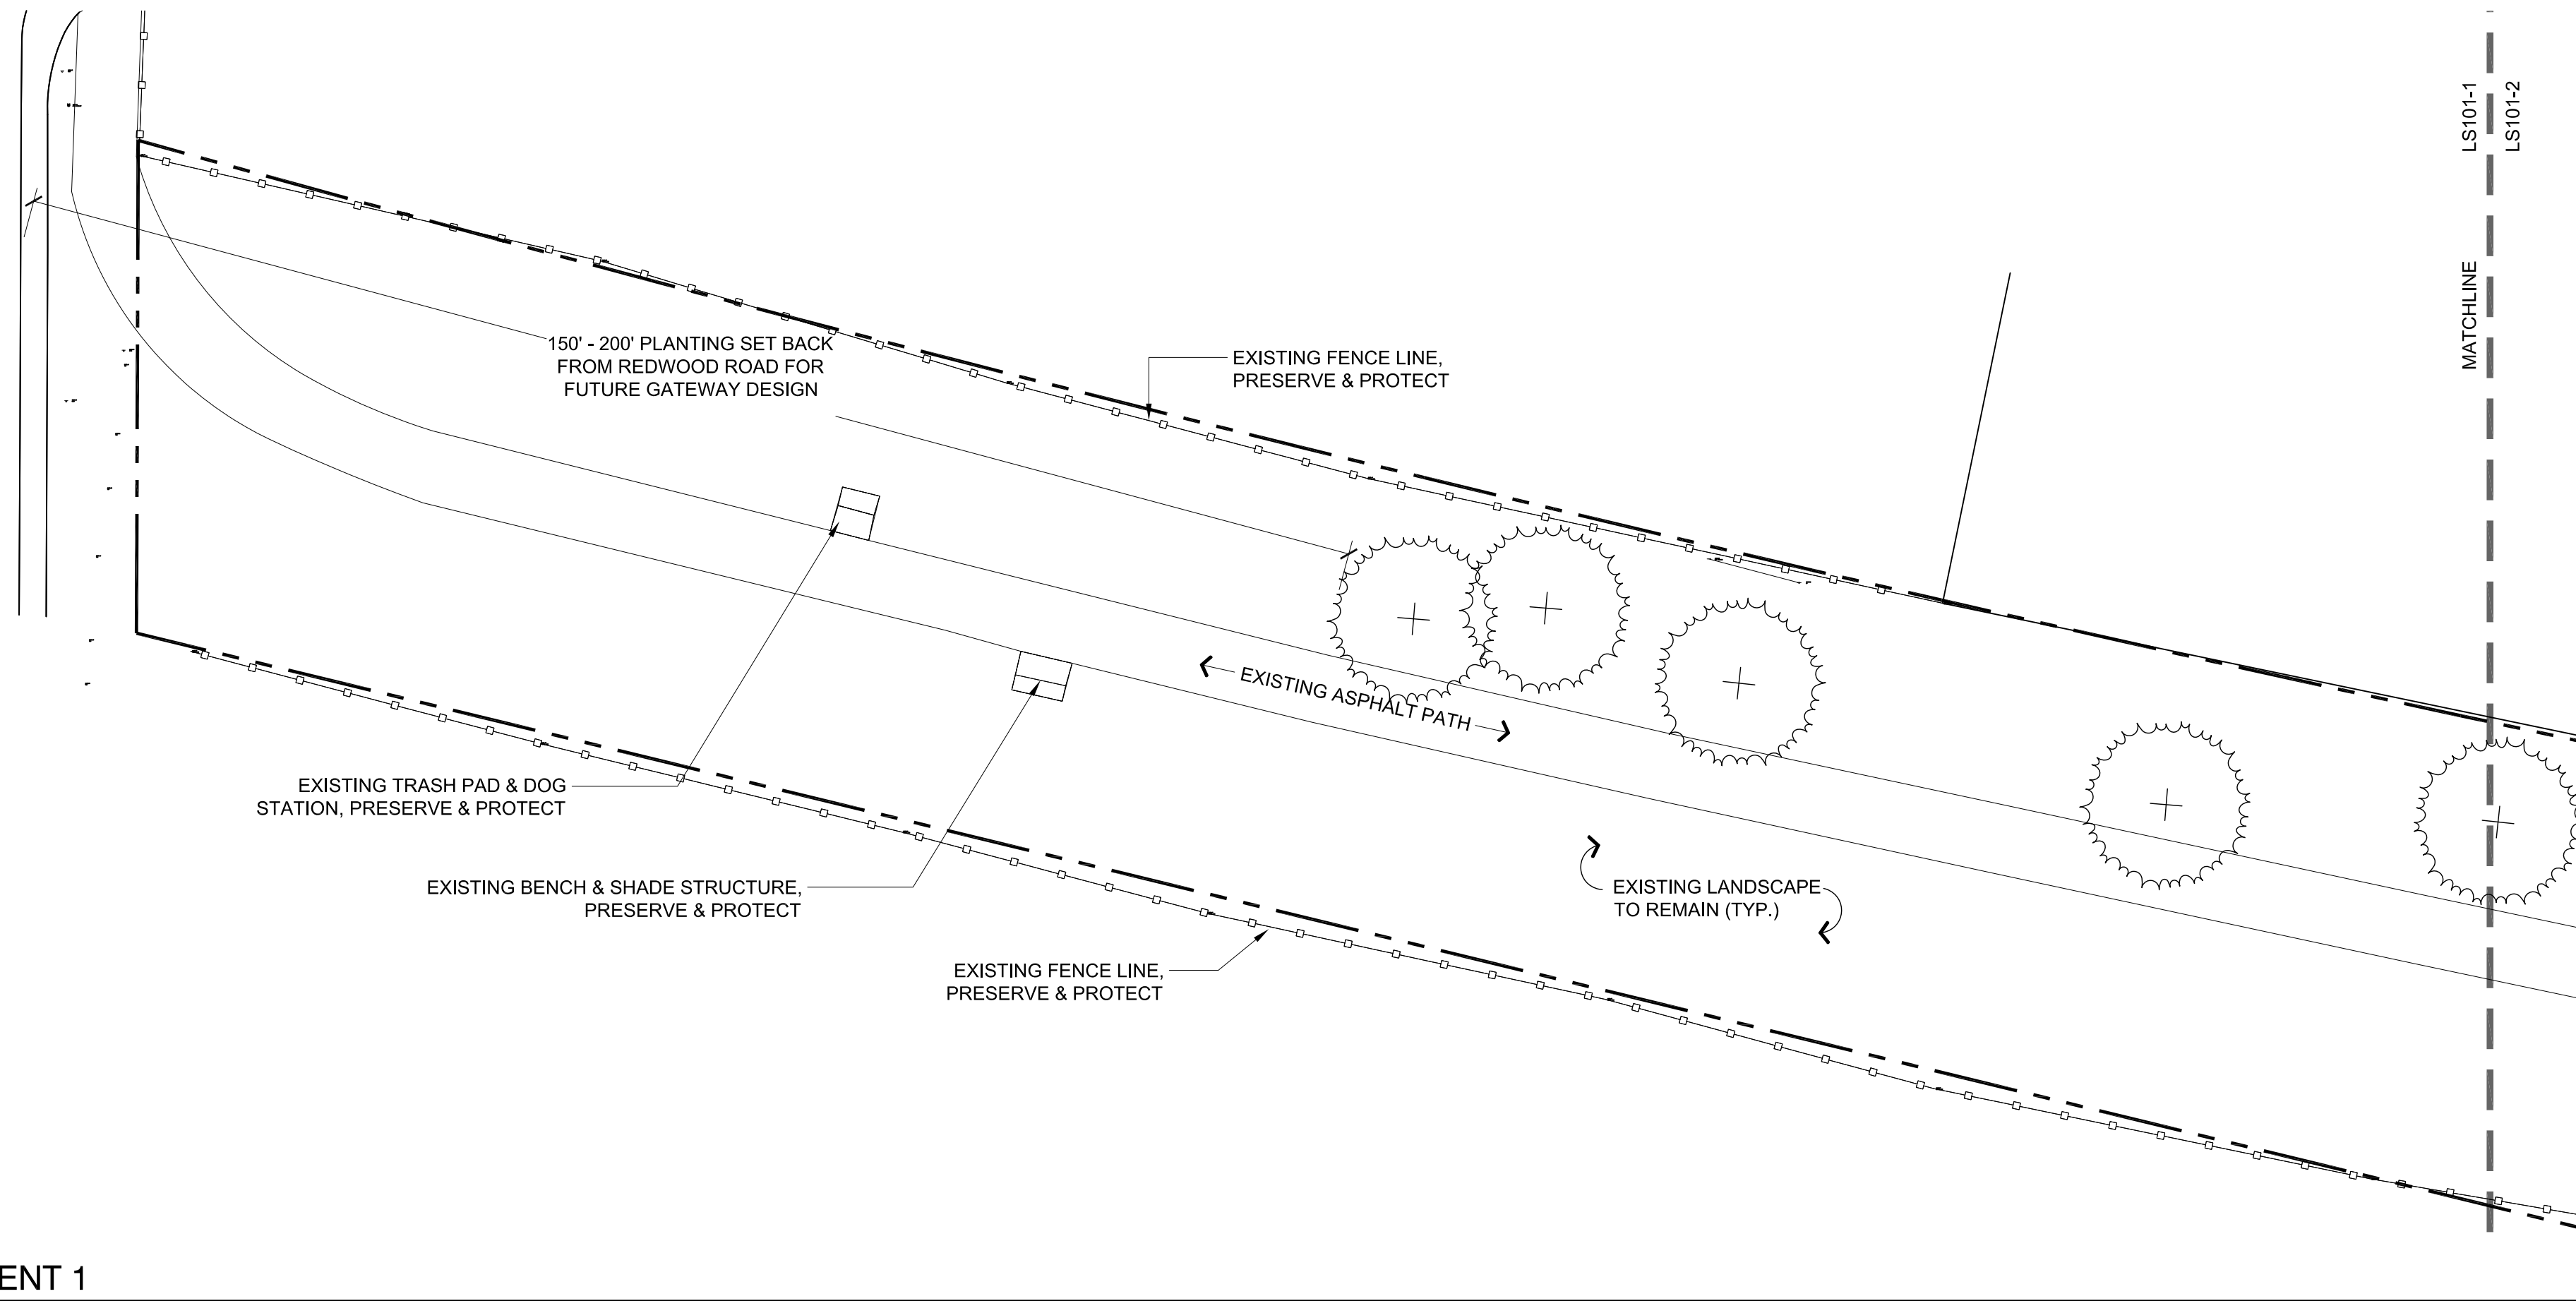 LS101-1
LS101-2
MATCHLINE
150' - 200' PLANTING SET BACK
FROM REDWOOD ROAD FOR
FUTURE GATEWAY DESIGN
EXISTING FENCE LINE,
PRESERVE & PROTECT
EXISTING ASPHALT PATH
EXISTING TRASH PAD & DOG
STATION, PRESERVE & PROTECT
EXISTING BENCH & SHADE STRUCTURE,
PRESERVE & PROTECT
EXISTING LANDSCAPE
TO REMAIN (TYP.)
EXISTING FENCE LINE,
PRESERVE & PROTECT
ENT 1